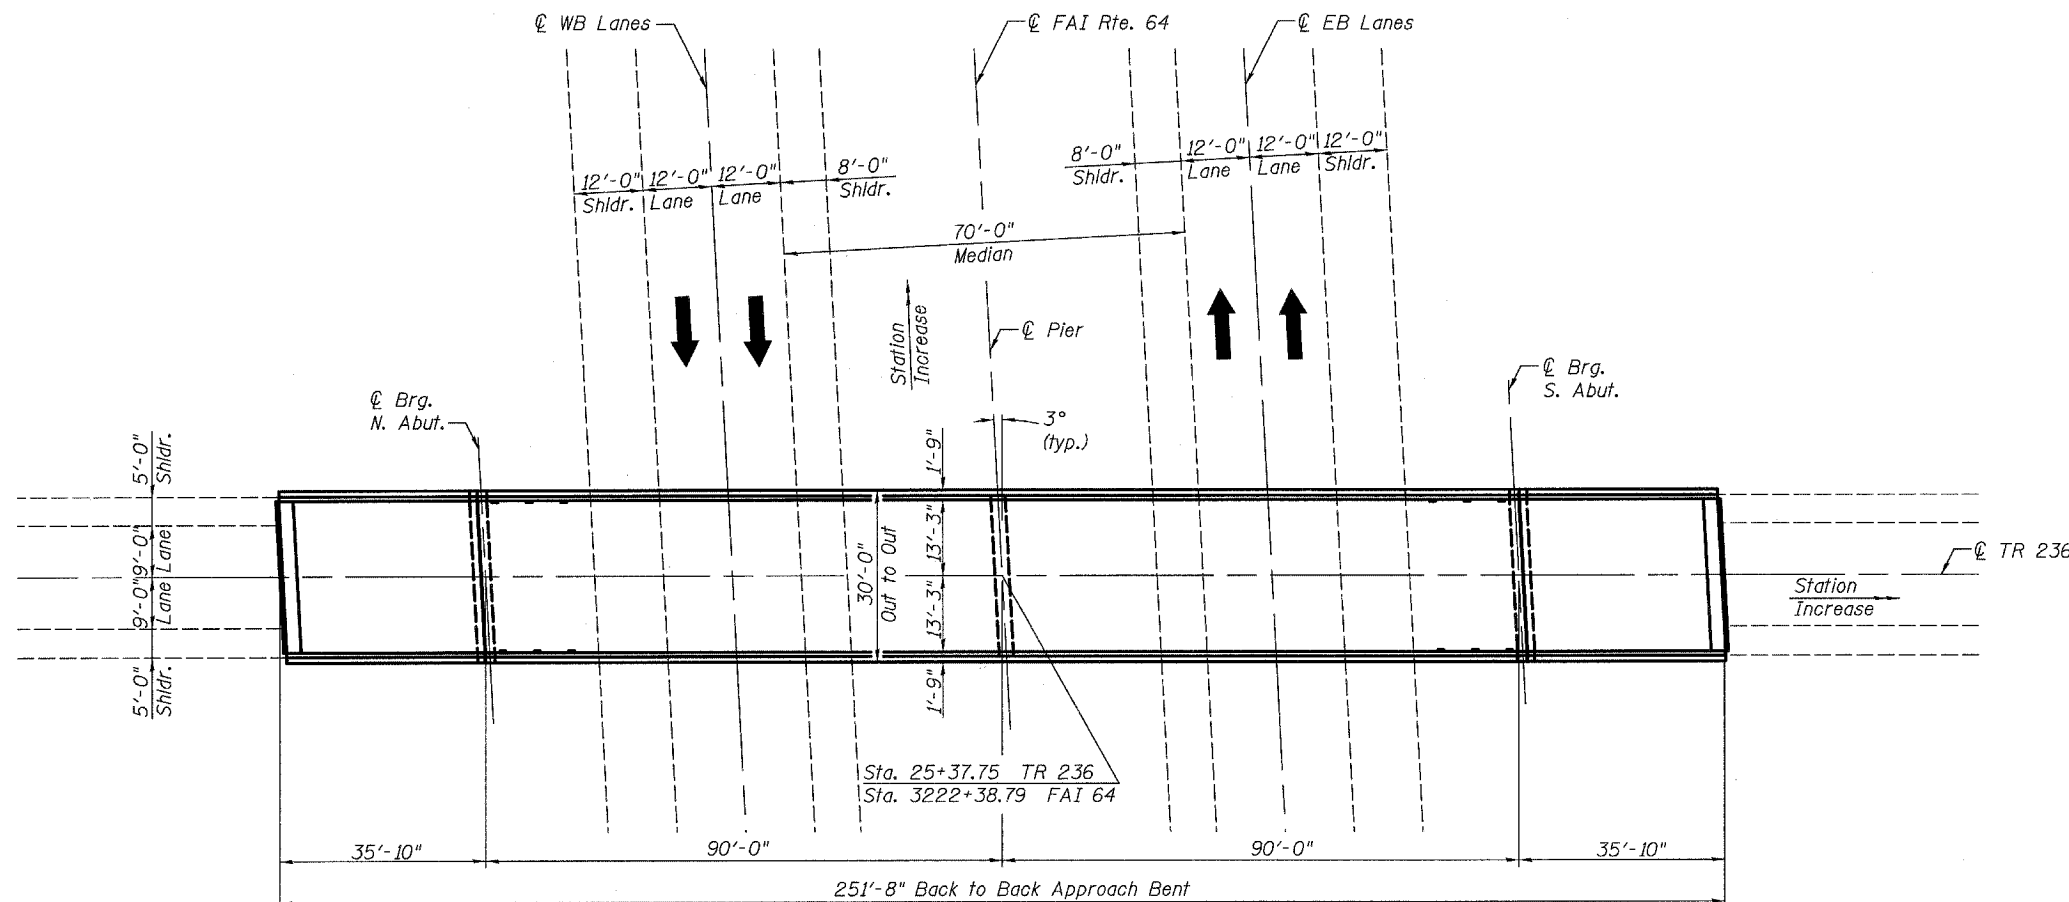 ℄ WB Lanes
℄ FAI Rte. 64
℄ EB Lanes
12'-0" 12'-0" 12'-0" 8'-0"
Shldr. Lane Lane Shldr.
8'-0" 12'-0" 12'-0" 12'-0"
Shldr. Lane Lane Shldr.
70'-0"
Median
Station
Increase
℄ Pier
℄ Brg.
N. Abut.
℄ Brg.
S. Abut.
3°
(typ.)
5'-0"
Shldr.
9'-0"
Lane
9'-0"
Lane
5'-0"
Shldr.
30'-0"
Out to Out
1'-9"
13'-3"
13'-3"
1'-9"
℄ TR 236
Station
Increase
Sta. 25+37.75 TR 236
Sta. 3222+38.79 FAI 64
35'-10" 90'-0" 90'-0" 35'-10"
251'-8" Back to Back Approach Bent